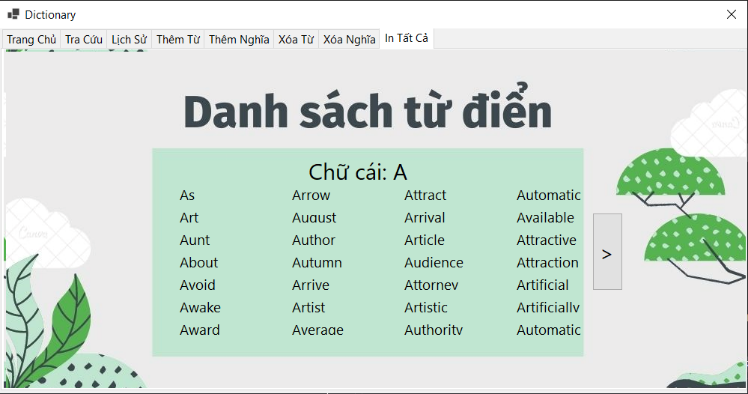 Dictionary
Trang Chủ Tra Cứu Lịch Sử Thêm Từ Thêm Nghĩa Xóa Từ Xóa Nghĩa In Tất Cả
Danh sách từ điển
Chữ cái: A
As Arrow Attract Automatic
Art August Arrival Available
Aunt Author Article Attractive
About Autumn Audience Attraction
Avoid Arrive Attorney Artificial
Awake Artist Artistic Artificially
Award Average Authority Automatic
>
Canva
Canva